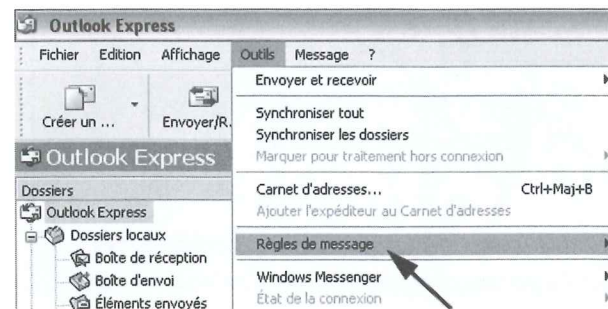 Outlook Express
Fichier Edition Affichage Outils Message ?
Créer un ... Envoyer/R.
Outlook Express
Dossiers
Outlook Express
Dossiers locaux
Boîte de réception
Boîte d'envoi
Éléments envoyés
Envoyer et recevoir
Synchroniser tout
Synchroniser les dossiers
Marquer pour traitement hors connexion
Carnet d'adresses... Ctrl+Maj+B
Ajouter l'expéditeur au Carnet d'adresses
Règles de message
Windows Messenger
État de la connexion